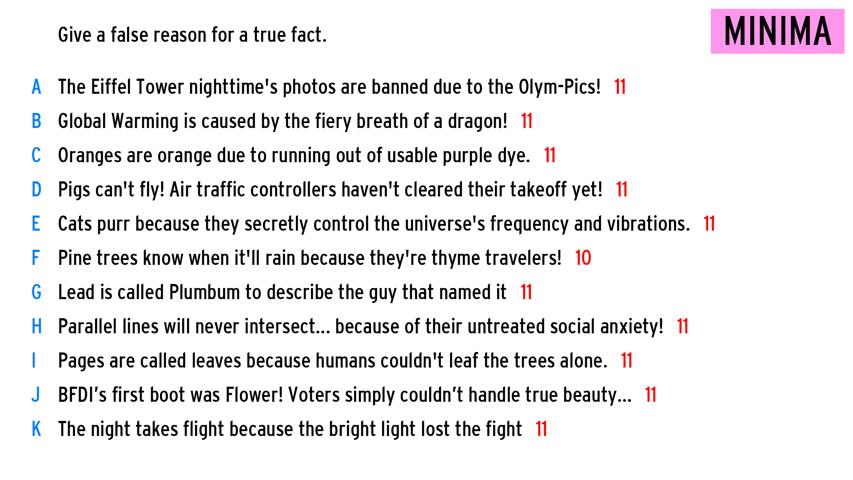 Give a false reason for a true fact.
MINIMA
A The Eiffel Tower nighttime's photos are banned due to the Olym-Pics! 11
B Global Warming is caused by the fiery breath of a dragon! 11
C Oranges are orange due to running out of usable purple dye. 11
D Pigs can't fly! Air traffic controllers haven't cleared their takeoff yet! 11
E Cats purr because they secretly control the universe's frequency and vibrations. 11
F Pine trees know when it'll rain because they're thyme travelers! 10
G Lead is called Plumbum to describe the guy that named it 11
H Parallel lines will never intersect... because of their untreated social anxiety! 11
I Pages are called leaves because humans couldn't leaf the trees alone. 11
J BFDI’s first boot was Flower! Voters simply couldn’t handle true beauty... 11
K The night takes flight because the bright light lost the fight 11